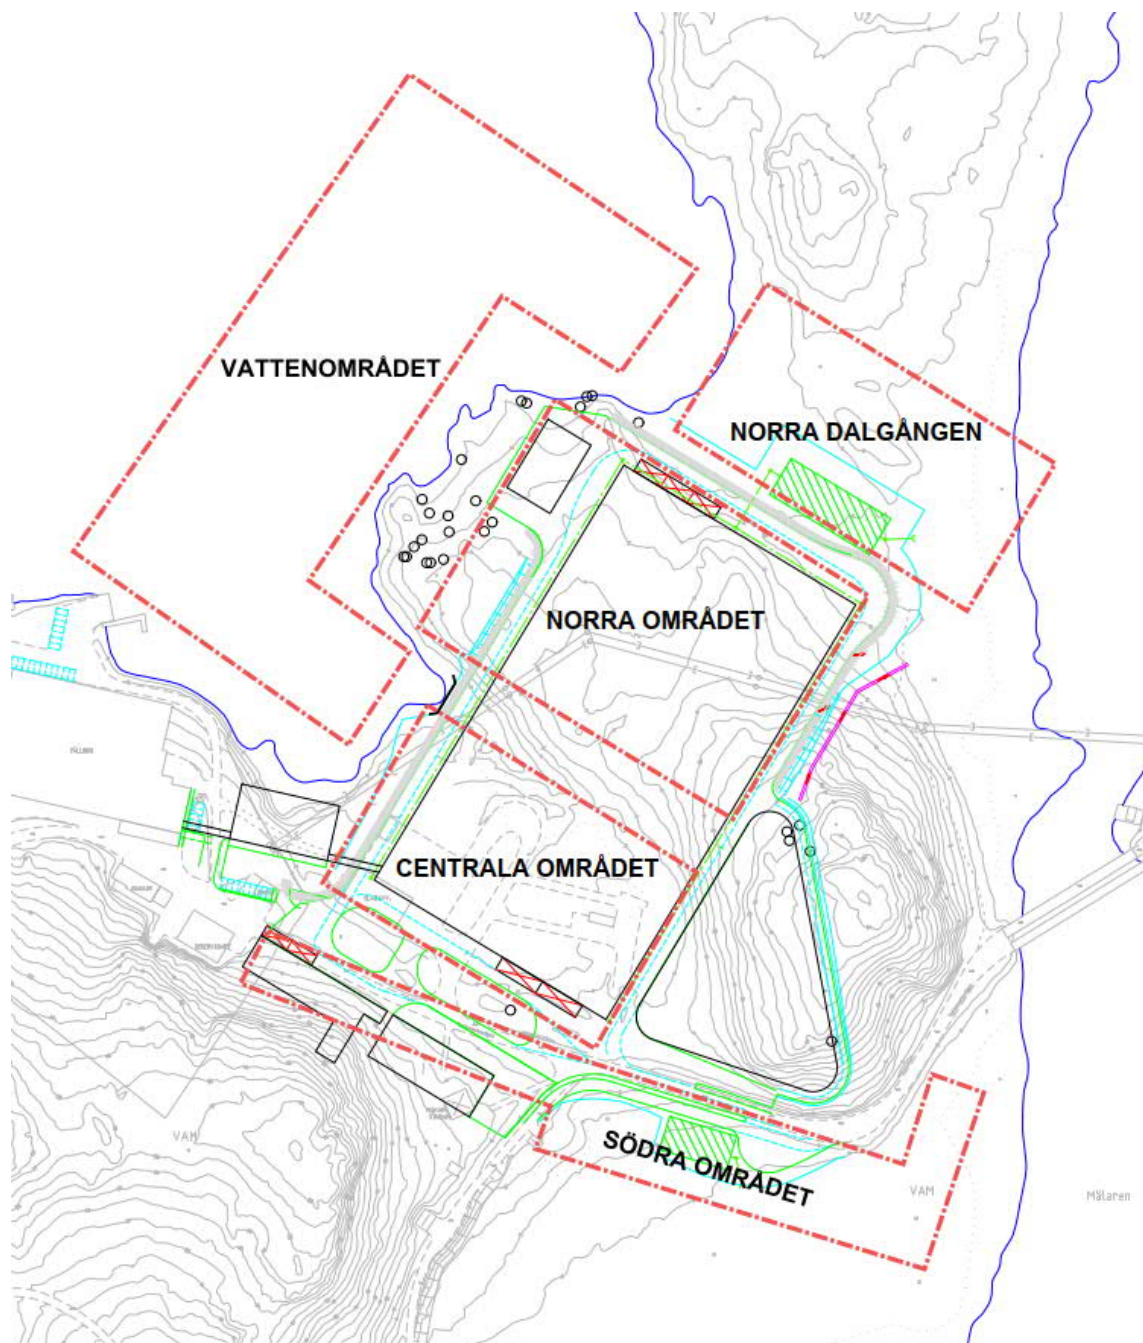 VATTENOMRÅDET
NORRA DALGÅNGEN
NORRA OMRÅDET
CENTRALA OMRÅDET
VAM
SÖDRA OMRÅDET
VAM
Mälaren